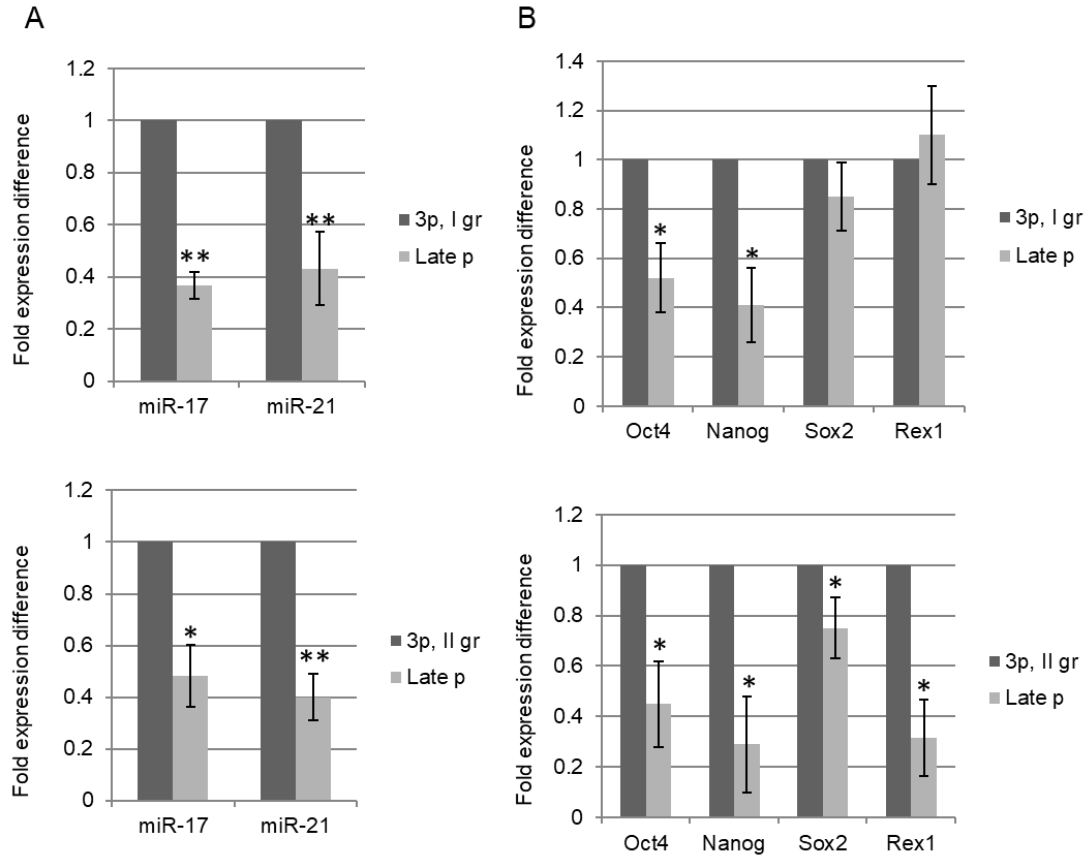 A
Fold expression difference
1.2
1
0.8
0.6
0.4
0.2
0
** **
miR-17 miR-21
3p, I gr
Late p
B
Fold expression difference
1.4
1.2
1
0.8
0.6
0.4
0.2
0
* *
Oct4 Nanog Sox2 Rex1
3p, I gr
Late p
Fold expression difference
1.2
1
0.8
0.6
0.4
0.2
0
* **
miR-17 miR-21
3p, II gr
Late p
Fold expression difference
1.2
1
0.8
0.6
0.4
0.2
0
* * * *
Oct4 Nanog Sox2 Rex1
3p, II gr
Late p